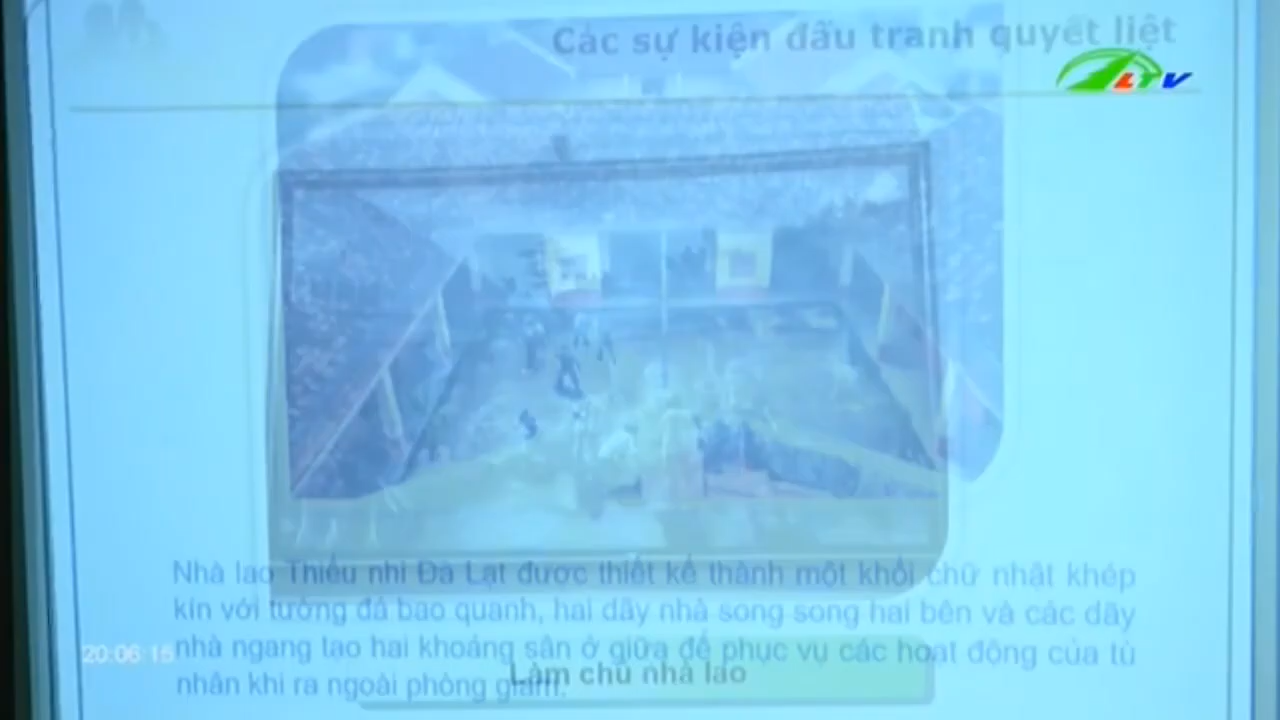 Các sự kiện đấu tranh quyết liệt
LTV
Nhà lao Thiếu nhi Đà Lạt được thiết kế thành một khối chữ nhật khép
kín với tường đá bao quanh, hai dãy nhà song song hai bên và các dãy
nhà ngang tạo hai khoảng sân ở giữa để phục vụ các hoạt động của tù
nhân khi ra ngoài phòng giam.
20:06:15
Làm chủ nhà lao